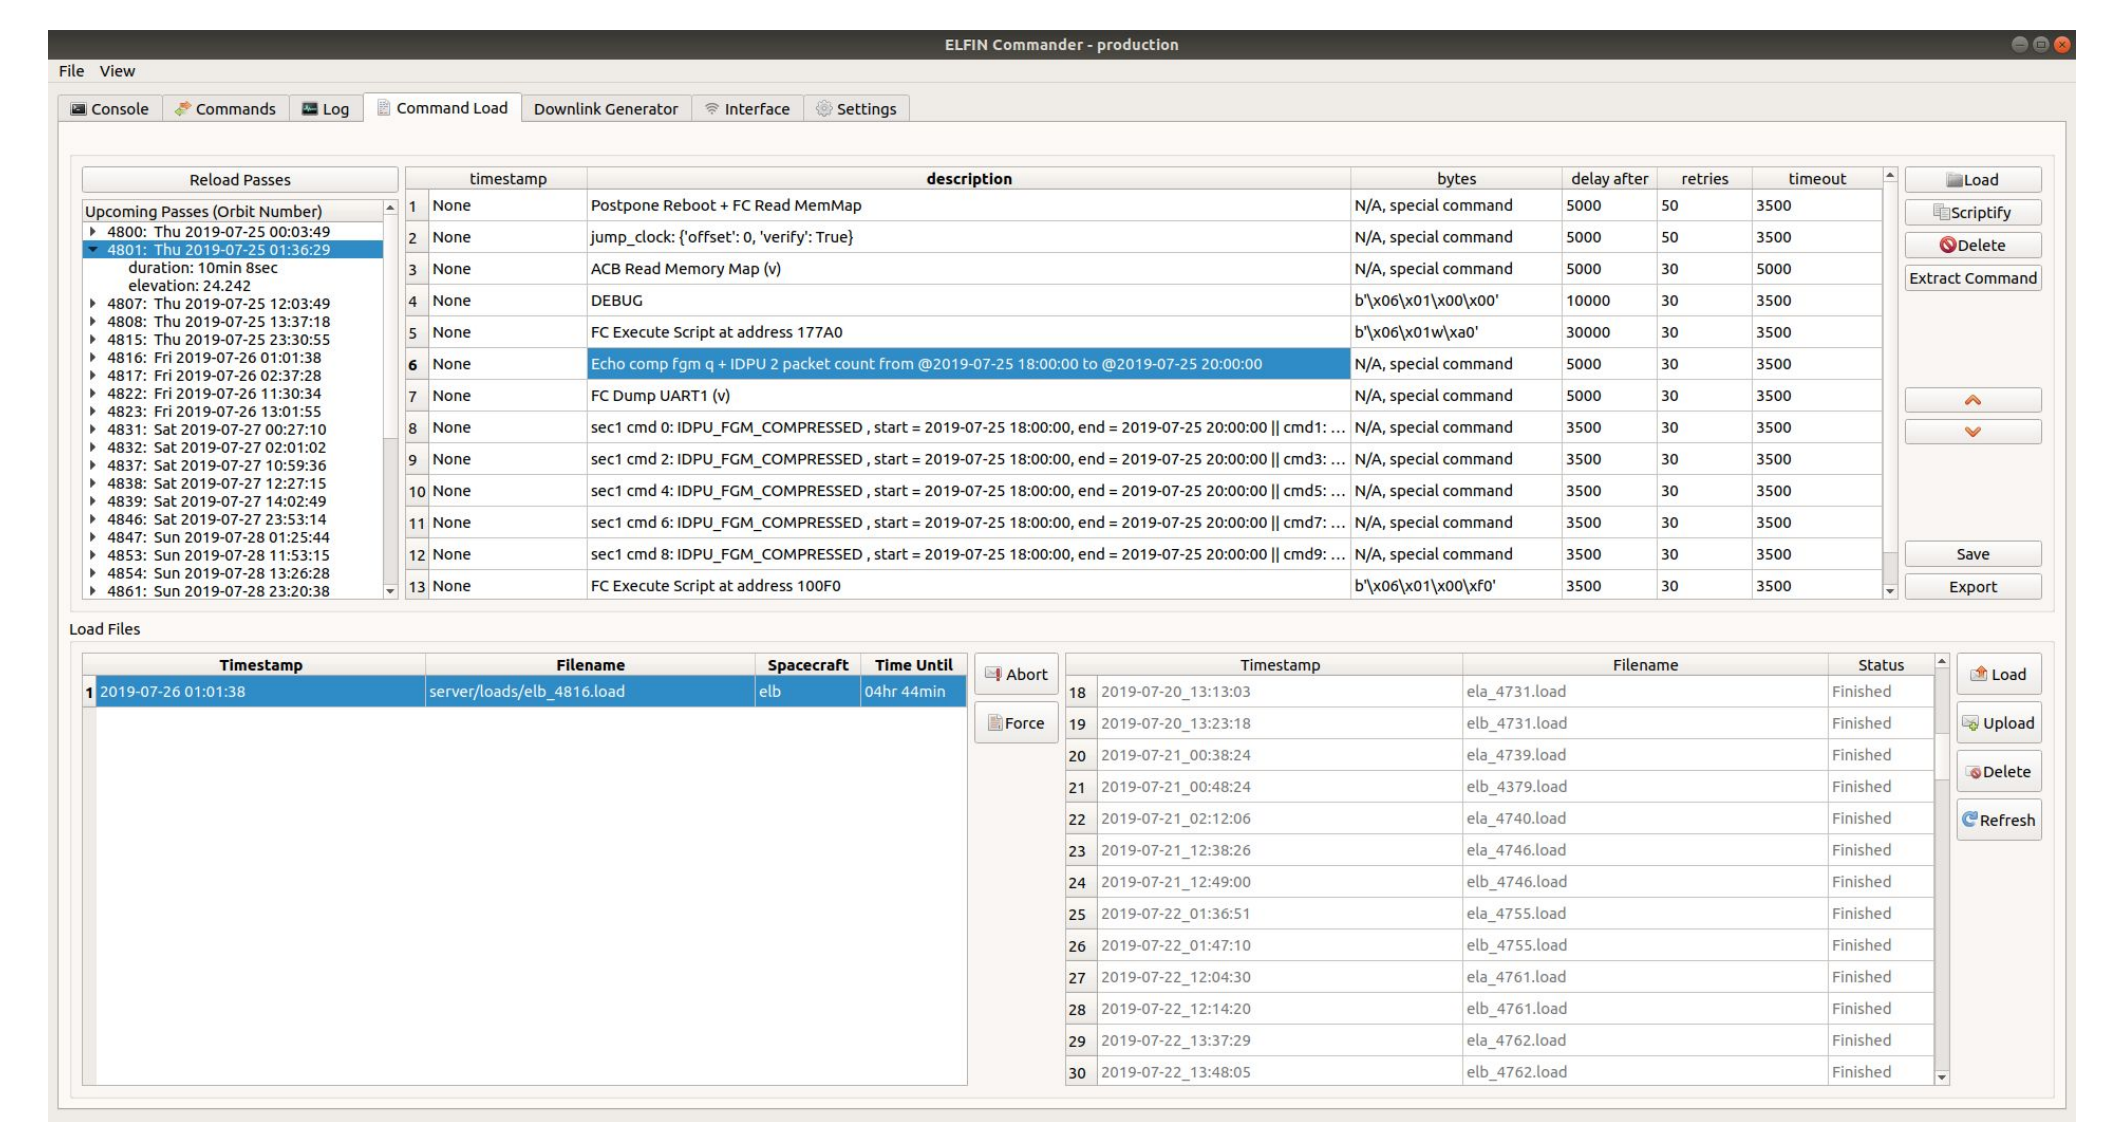 ELFIN Commander - production
File View
Console Commands Log Command Load Downlink Generator Interface Settings
Reload Passes
Upcoming Passes (Orbit Number)
4800: Thu 2019-07-25 00:03:49
4801: Thu 2019-07-25 01:36:29
duration: 10min 8sec
elevation: 24.242
4807: Thu 2019-07-25 12:03:49
4808: Thu 2019-07-25 13:37:18
4815: Thu 2019-07-25 23:30:55
4816: Fri 2019-07-26 01:01:38
4817: Fri 2019-07-26 02:37:28
4822: Fri 2019-07-26 11:30:34
4823: Fri 2019-07-26 13:01:55
4831: Sat 2019-07-27 00:27:10
4832: Sat 2019-07-27 02:01:02
4837: Sat 2019-07-27 10:59:36
4838: Sat 2019-07-27 12:27:15
4839: Sat 2019-07-27 14:02:49
4846: Sat 2019-07-27 23:53:14
4847: Sun 2019-07-28 01:25:44
4853: Sun 2019-07-28 11:53:15
4854: Sun 2019-07-28 13:26:28
4861: Sun 2019-07-28 23:20:38
timestamp description bytes delay after retries timeout
1 None Postpone Reboot + FC Read MemMap N/A, special command 5000 50 3500
2 None jump_clock: {'offset': 0, 'verify': True} N/A, special command 5000 50 3500
3 None ACB Read Memory Map (v) N/A, special command 5000 30 5000
4 None DEBUG b'\x06\x01\x00\x00' 10000 30 3500
5 None FC Execute Script at address 177A0 b'\x06\x01w\xa0' 30000 30 3500
6 None Echo comp fgm q + IDPU 2 packet count from @2019-07-25 18:00:00 to @2019-07-25 20:00:00 N/A, special command 5000 30 3500
7 None FC Dump UART1 (v) N/A, special command 5000 30 3500
8 None sec1 cmd 0: IDPU_FGM_COMPRESSED , start = 2019-07-25 18:00:00, end = 2019-07-25 20:00:00 || cmd1: ... N/A, special command 3500 30 3500
9 None sec1 cmd 2: IDPU_FGM_COMPRESSED , start = 2019-07-25 18:00:00, end = 2019-07-25 20:00:00 || cmd3: ... N/A, special command 3500 30 3500
10 None sec1 cmd 4: IDPU_FGM_COMPRESSED , start = 2019-07-25 18:00:00, end = 2019-07-25 20:00:00 || cmd5: ... N/A, special command 3500 30 3500
11 None sec1 cmd 6: IDPU_FGM_COMPRESSED , start = 2019-07-25 18:00:00, end = 2019-07-25 20:00:00 || cmd7: ... N/A, special command 3500 30 3500
12 None sec1 cmd 8: IDPU_FGM_COMPRESSED , start = 2019-07-25 18:00:00, end = 2019-07-25 20:00:00 || cmd9: ... N/A, special command 3500 30 3500
13 None FC Execute Script at address 100F0 b'\x06\x01\x00\xf0' 3500 30 3500
Load
Scriptify
Delete
Extract Command
Save
Export
Load Files
Timestamp Filename Spacecraft Time Until
1 2019-07-26 01:01:38 server/loads/elb_4816.load elb 04hr 44min
Abort
Force
Timestamp Filename Status
18 2019-07-20_13:13:03 ela_4731.load Finished
19 2019-07-20_13:23:18 elb_4731.load Finished
20 2019-07-21_00:38:24 ela_4739.load Finished
21 2019-07-21_00:48:24 elb_4379.load Finished
22 2019-07-21_02:12:06 ela_4740.load Finished
23 2019-07-21_12:38:26 ela_4746.load Finished
24 2019-07-21_12:49:00 elb_4746.load Finished
25 2019-07-22_01:36:51 ela_4755.load Finished
26 2019-07-22_01:47:10 elb_4755.load Finished
27 2019-07-22_12:04:30 ela_4761.load Finished
28 2019-07-22_12:14:20 elb_4761.load Finished
29 2019-07-22_13:37:29 ela_4762.load Finished
30 2019-07-22_13:48:05 elb_4762.load Finished
Load
Upload
Delete
Refresh